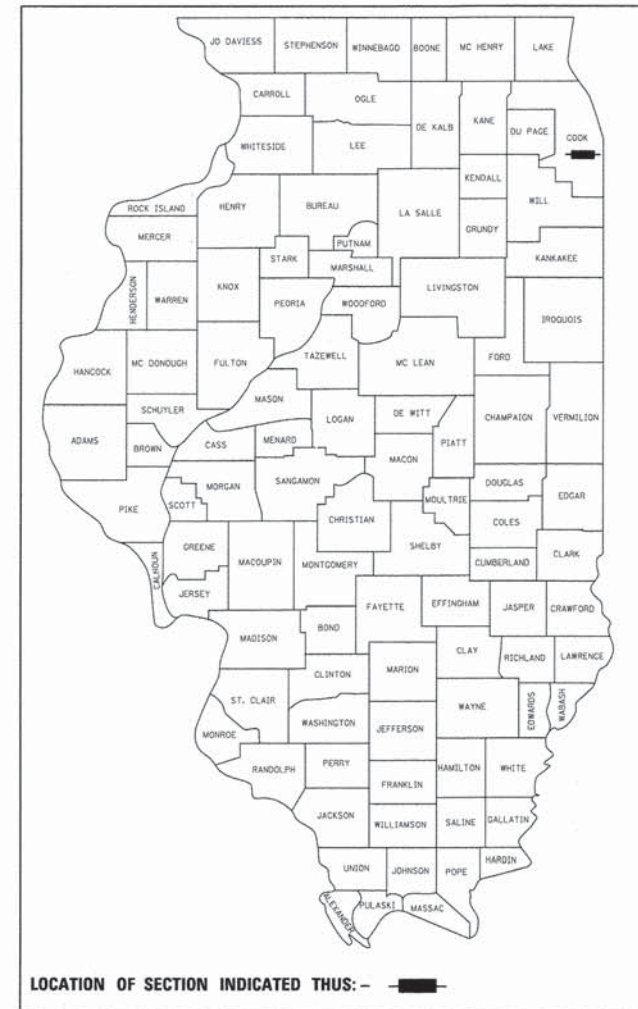 JO DAVIESS
STEPHENSON
WINNEBAGO
BOONE
MC HENRY
LAKE
CARROLL
OGLE
DE KALB
KANE
DU PAGE
COOK
WHITESIDE
LEE
KENDALL
WILL
ROCK ISLAND
HENRY
BUREAU
LA SALLE
GRUNDY
MERCER
PUTNAM
KANKAKEE
STARK
MARSHALL
HENDERSON
WARREN
KNOX
PEORIA
WOODFORD
LIVINGSTON
IROQUOIS
HANCOCK
MC DONOUGH
FULTON
TAZEWELL
MC LEAN
FORD
SCHUYLER
MASON
LOGAN
DE WITT
CHAMPAIGN
VERMILION
ADAMS
BROWN
CASS
MENARD
MACON
PIATT
PIKE
SCOTT
MORGAN
SANGAMON
MOULTRIE
DOUGLAS
EDGAR
CHRISTIAN
COLES
CALHOUN
GREENE
MACOUPIN
MONTGOMERY
SHELBY
CUMBERLAND
CLARK
JERSEY
FAYETTE
EFFINGHAM
JASPER
CRAWFORD
MADISON
BOND
CLAY
RICHLAND
LAWRENCE
CLINTON
MARION
ST. CLAIR
WASHINGTON
WAYNE
EDWARDS
WABASH
MONROE
JEFFERSON
RANDOLPH
PERRY
HAMILTON
WHITE
FRANKLIN
JACKSON
WILLIAMSON
SALINE
GALLATIN
UNION
JOHNSON
POPE
HARDIN
ALEXANDER
PULASKI
MASSAC
LOCATION OF SECTION INDICATED THUS: -